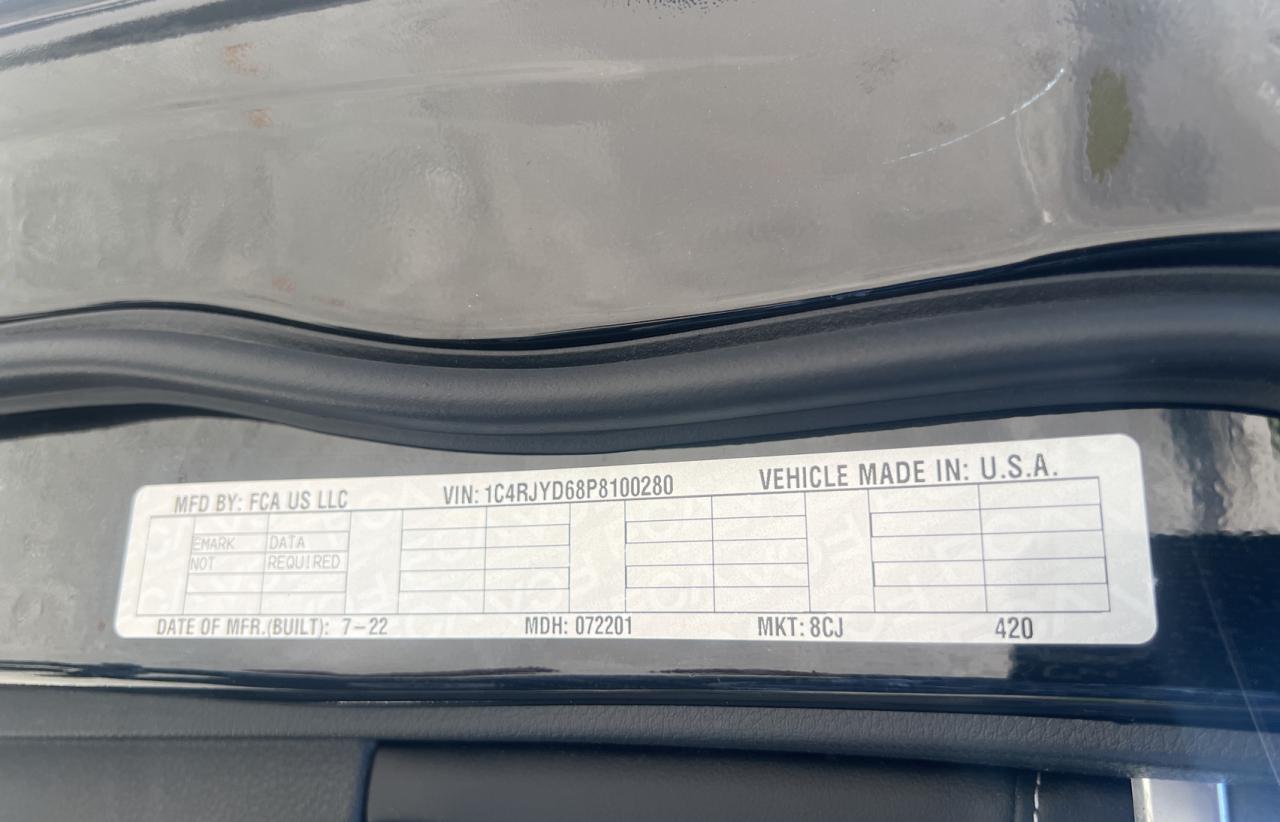 MFD BY: FCA US LLC VIN: 1C4RJYD68P8100280 VEHICLE MADE IN: U.S.A.
EMARK DATA
NOT REQUIRED
DATE OF MFR.(BUILT): 7-22 MDH: 072201 MKT: 8CJ 420